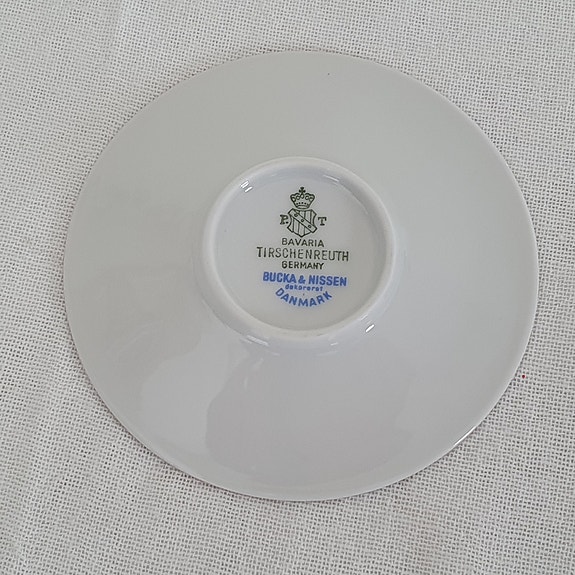 P. T
BAVARIA
TIRSCHENREUTH
GERMANY
BUCKA & NISSEN
dekoreret
DANMARK